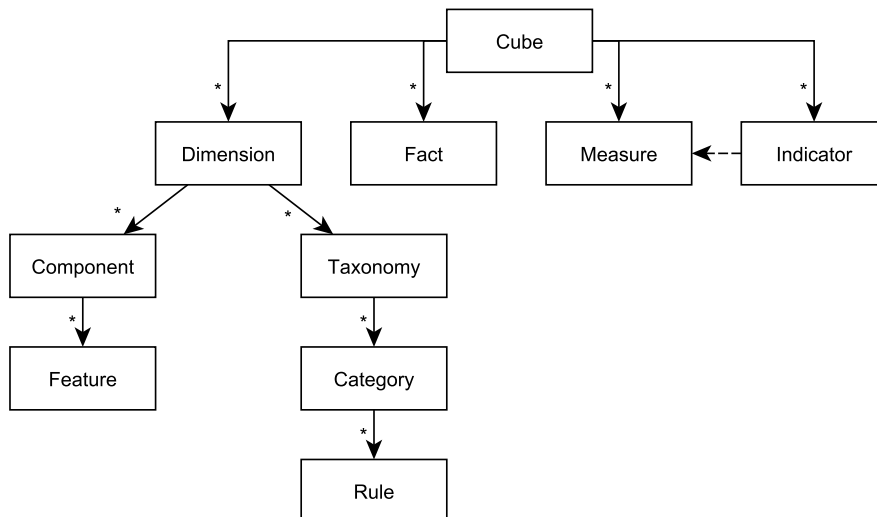 Cube
* * * *
Dimension Fact Measure Indicator
* *
Component Taxonomy
* *
Feature Category
*
Rule